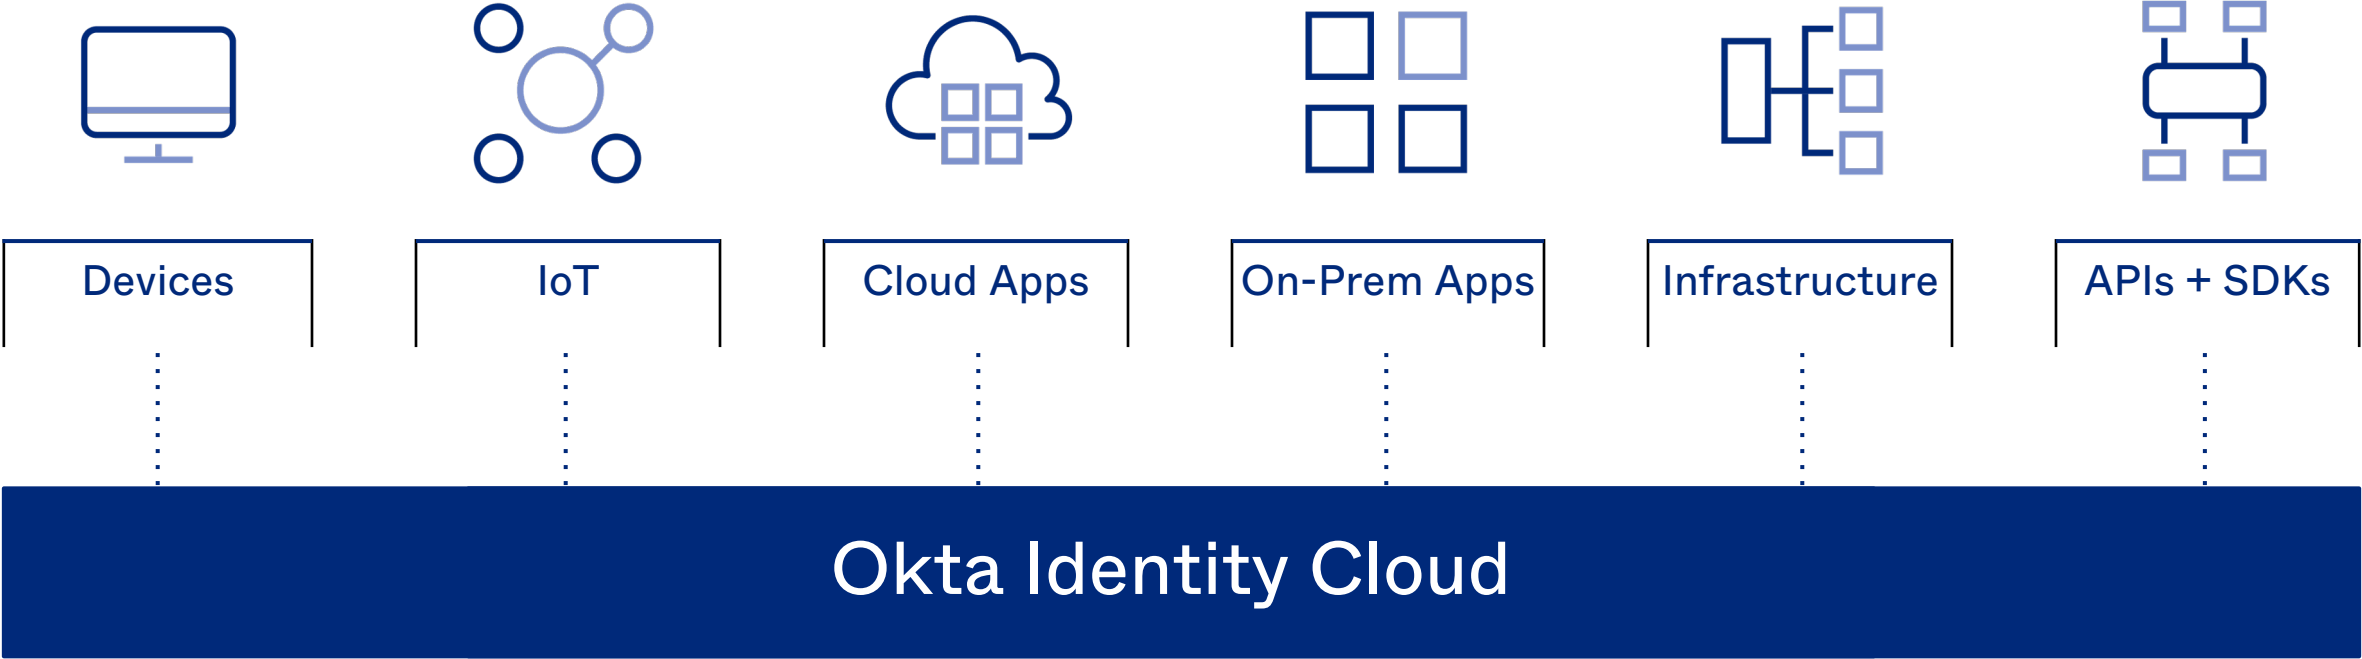 Devices
IoT
Cloud Apps
On-Prem Apps
Infrastructure
APIs + SDKs
Okta Identity Cloud